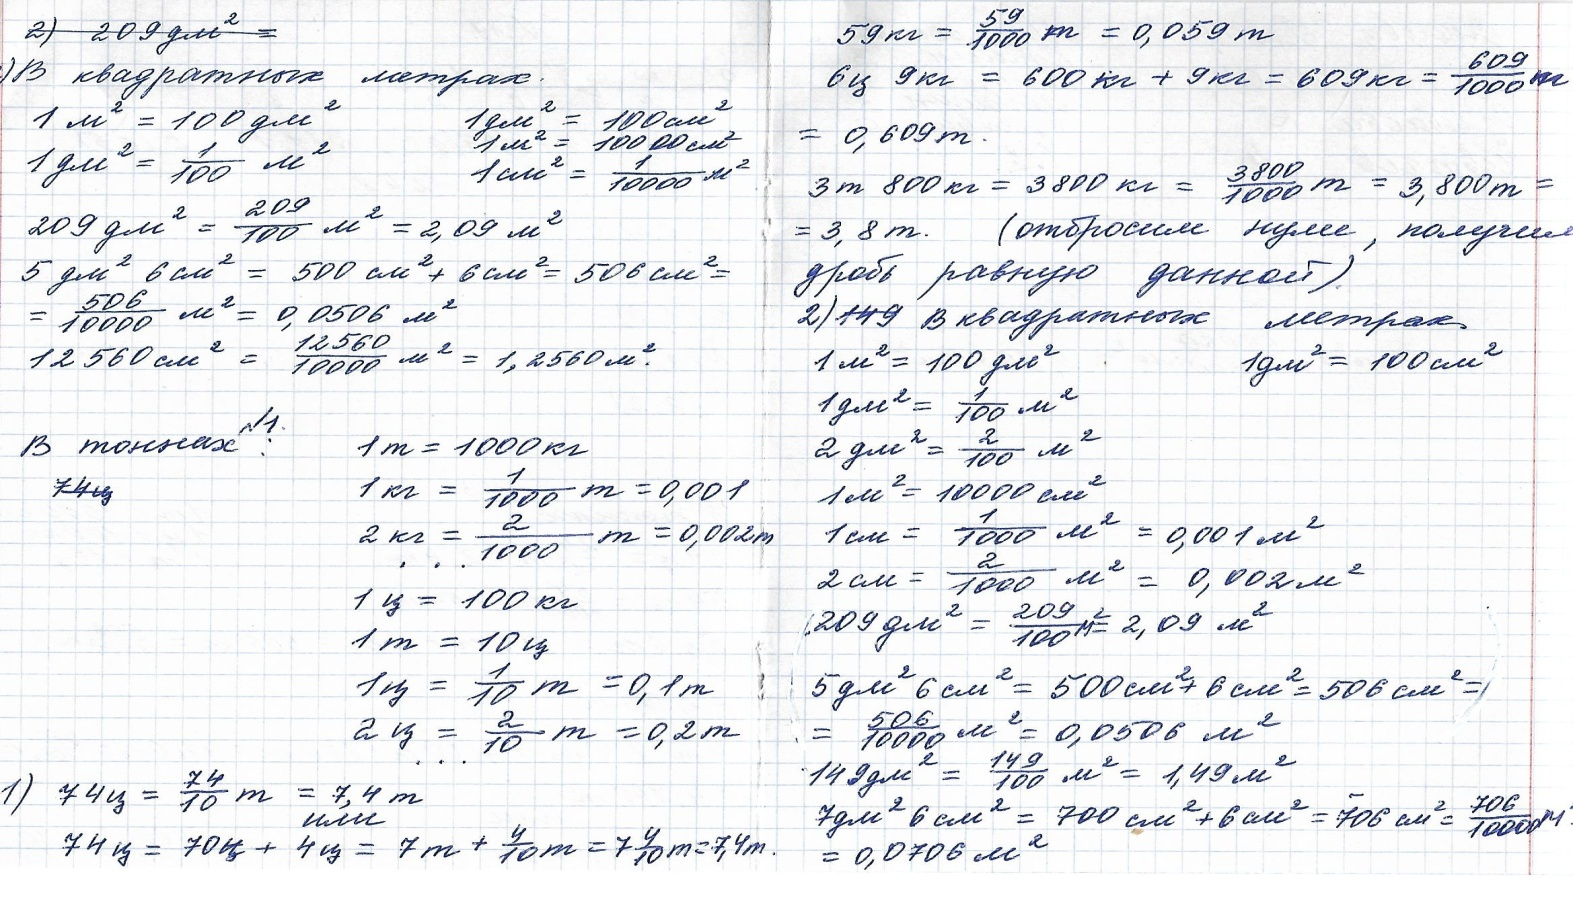 2) 209 дм² =
) В квадратных метрах.
1 м² = 100 дм²    1 дм² = 100 см²
1 м² = 10000 см²
1 дм² = 1/100 м²    1 см² = 1/10000 м²
209 дм² = 209/100 м² = 2,09 м²
5 дм² 6 см² = 500 см² + 6 см² = 506 см² =
= 506/10000 м² = 0,0506 м²
12560 см² = 12560/10000 м² = 1,2560 м².
№1.
В тоннах:    1 т = 1000 кг
74 ц    1 кг = 1/1000 т = 0,001
2 кг = 2/1000 т = 0,002 т
. . .
1 ц = 100 кг
1 т = 10 ц
1 ц = 1/10 т = 0,1 т
2 ц = 2/10 т = 0,2 т
. . .
1) 74 ц = 74/10 т = 7,4 т
или
74 ц = 70 ц + 4 ц = 7 т + 4/10 т = 7 4/10 т = 7,4 т.
59 кг = 59/1000 т = 0,059 т
6 ц 9 кг = 600 кг + 9 кг = 609 кг = 609/1000 т
= 0,609 т.
3 т 800 кг = 3800 кг = 3800/1000 т = 3,800 т =
= 3,8 т. (отбросим нули, получим
дробь равную данной)
2) 149 В квадратных метрах
1 м² = 100 дм²    1 дм² = 100 см²
1 дм² = 1/100 м²
2 дм² = 2/100 м²
1 м² = 10000 см²
1 см = 1/1000 м² = 0,001 м²
2 см = 2/1000 м² = 0,002 м²
209 дм² = 209/100 м² = 2,09 м²
5 дм² 6 см² = 500 см² + 6 см² = 506 см² =
= 506/10000 м² = 0,0506 м²
149 дм² = 149/100 м² = 1,49 м²
7 дм² 6 см² = 700 см² + 6 см² = 706 см² = 706/10000 м²
= 0,0706 м²